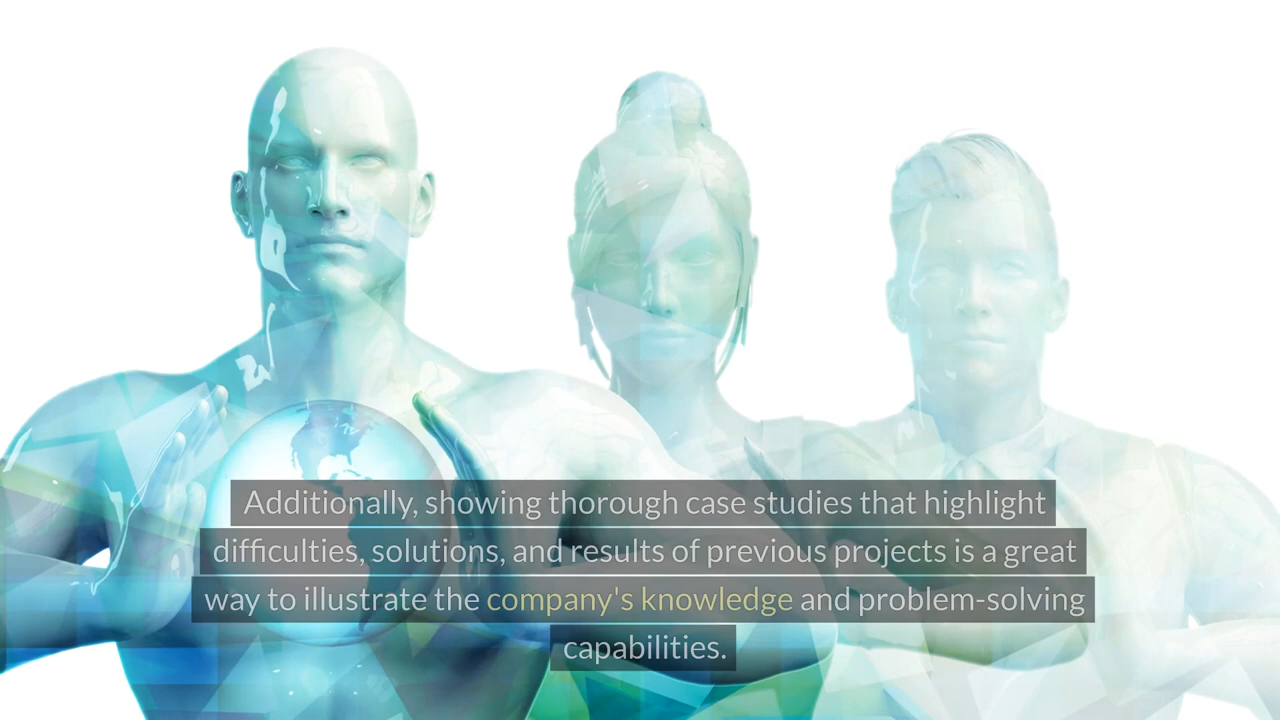 Additionally, showing thorough case studies that highlight
difficulties, solutions, and results of previous projects is a great
way to illustrate the company's knowledge and problem-solving
capabilities.